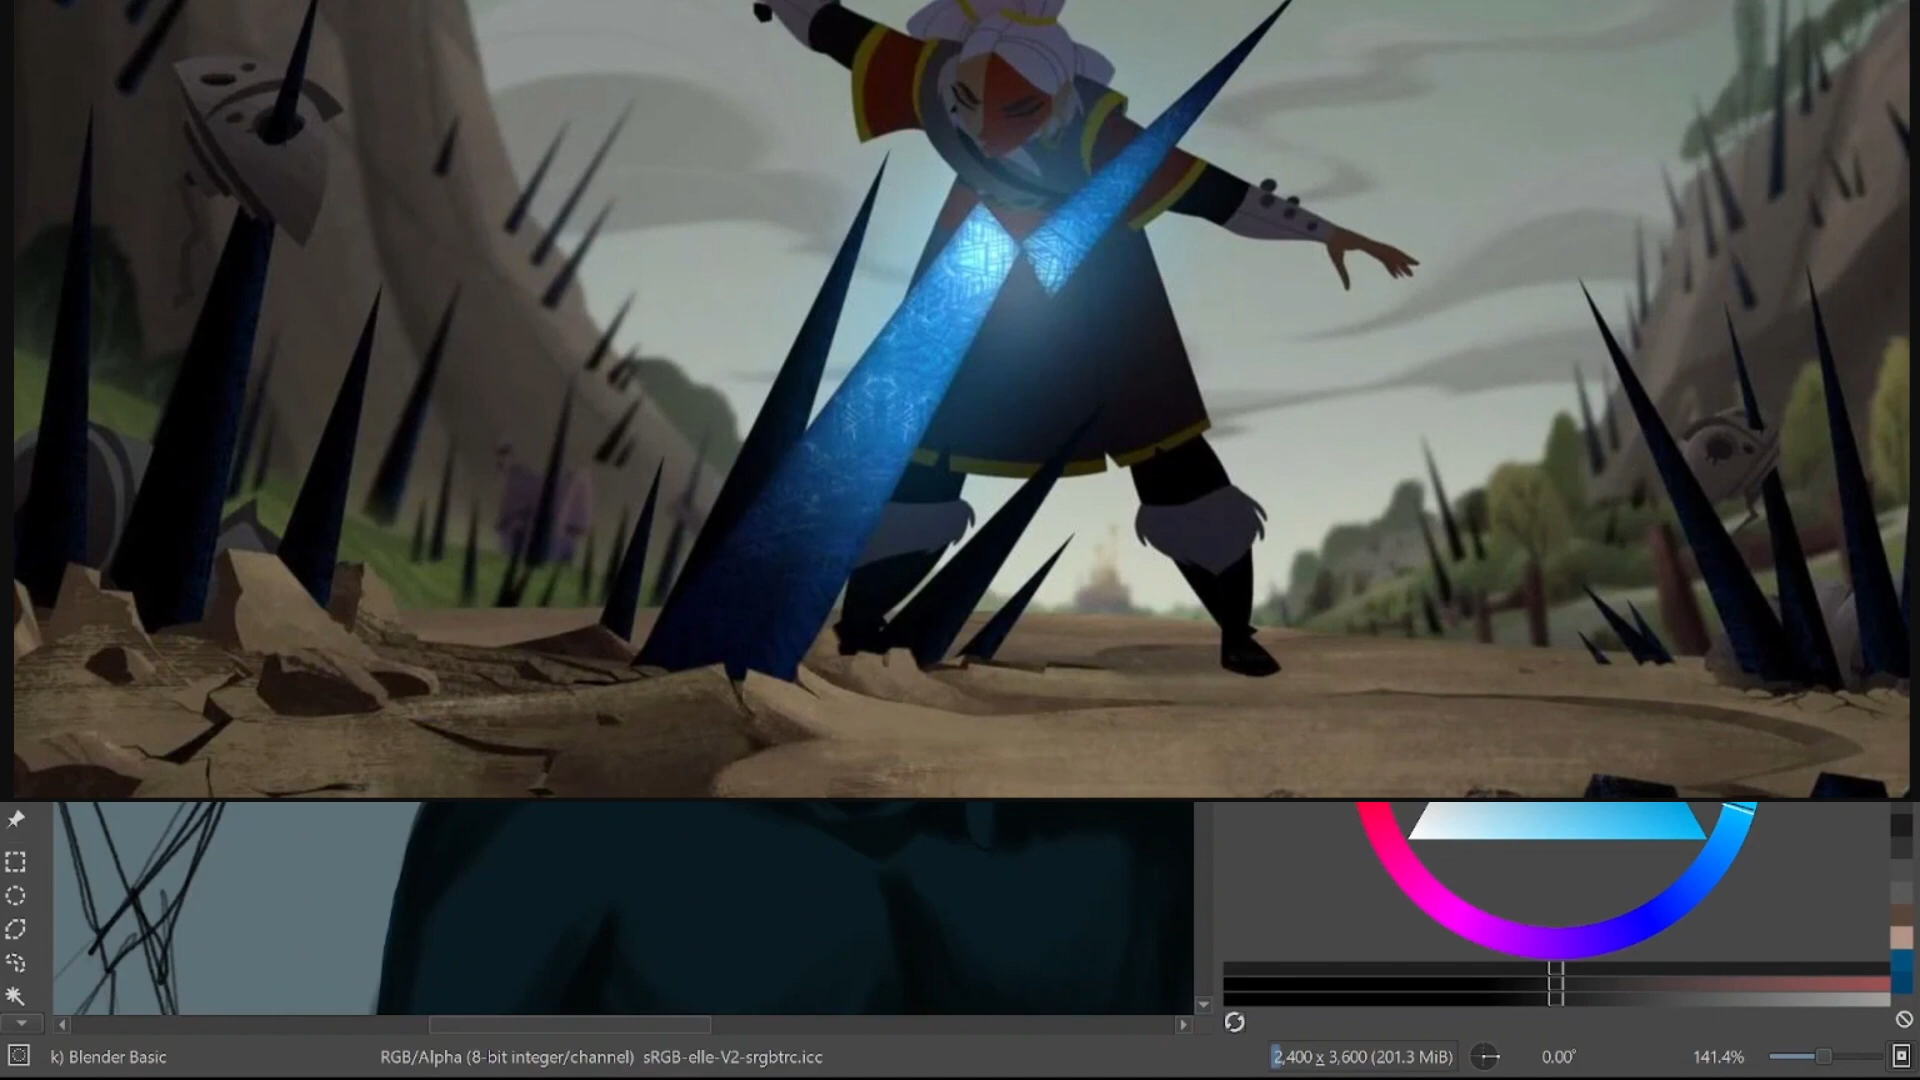 k) Blender Basic
RGB/Alpha (8-bit integer/channel) sRGB-elle-V2-srgbtrc.icc
2,400 x 3,600 (201.3 MiB)
0.00°
141.4%